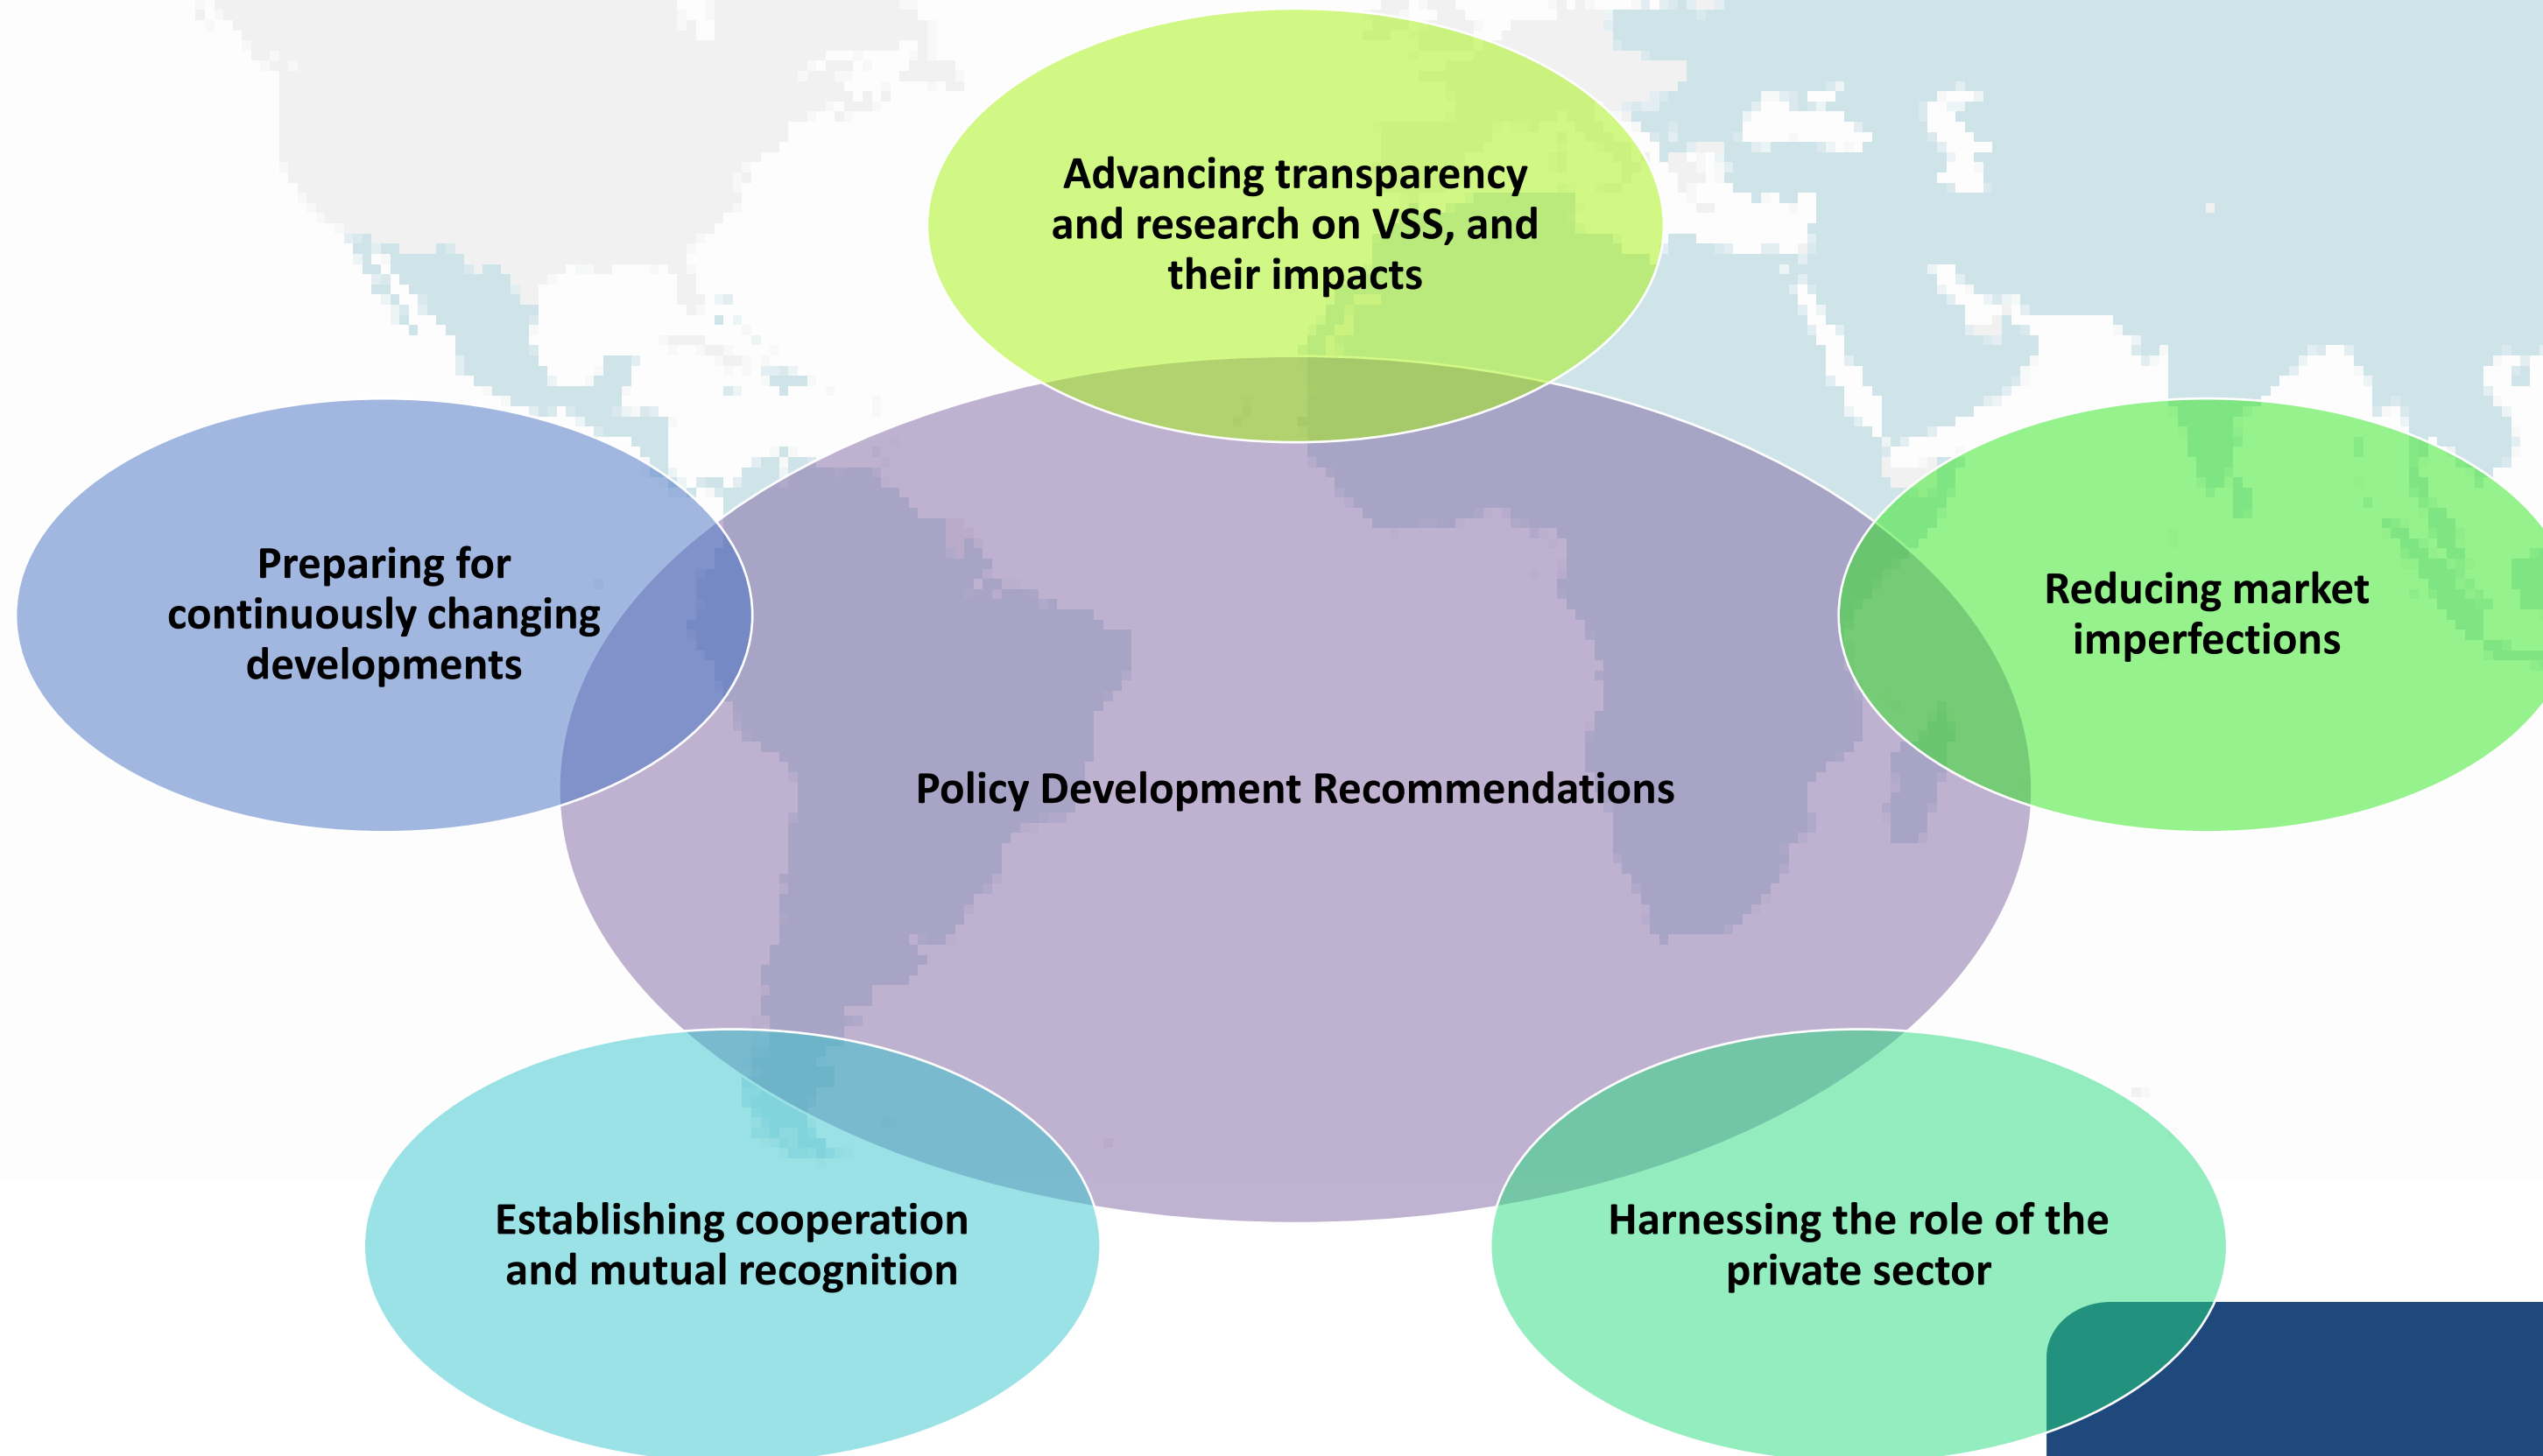 Advancing transparency
and research on VSS, and
their impacts
Preparing for
continuously changing
developments
Reducing market
imperfections
Policy Development Recommendations
Establishing cooperation
and mutual recognition
Harnessing the role of the
private sector